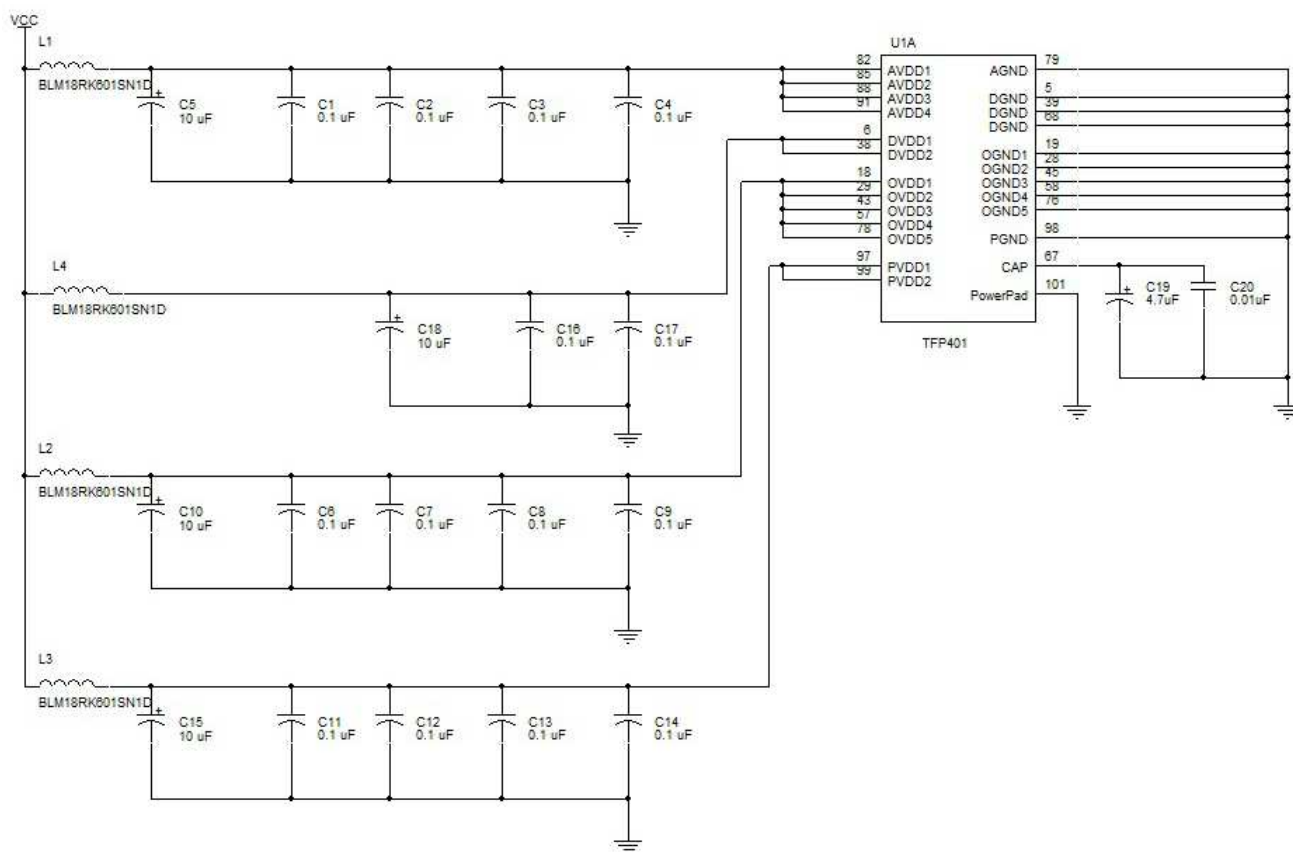 VCC
L1
BLM18RK601SN1D
C5
10 uF
C1
0.1 uF
C2
0.1 uF
C3
0.1 uF
C4
0.1 uF
L4
BLM18RK601SN1D
C18
10 uF
C16
0.1 uF
C17
0.1 uF
L2
BLM18RK601SN1D
C10
10 uF
C6
0.1 uF
C7
0.1 uF
C8
0.1 uF
C9
0.1 uF
L3
BLM18RK601SN1D
C15
10 uF
C11
0.1 uF
C12
0.1 uF
C13
0.1 uF
C14
0.1 uF
U1A
82 AVDD1
85 AVDD2
88 AVDD3
91 AVDD4
6 DVDD1
38 DVDD2
18 OVDD1
29 OVDD2
43 OVDD3
57 OVDD4
78 OVDD5
97 PVDD1
99 PVDD2
AGND 79
DGND 5
DGND 39
DGND 68
OGND1 19
OGND2 28
OGND3 45
OGND4 58
OGND5 76
PGND 98
CAP 67
PowerPad 101
TFP401
C19
4.7uF
C20
0.01uF